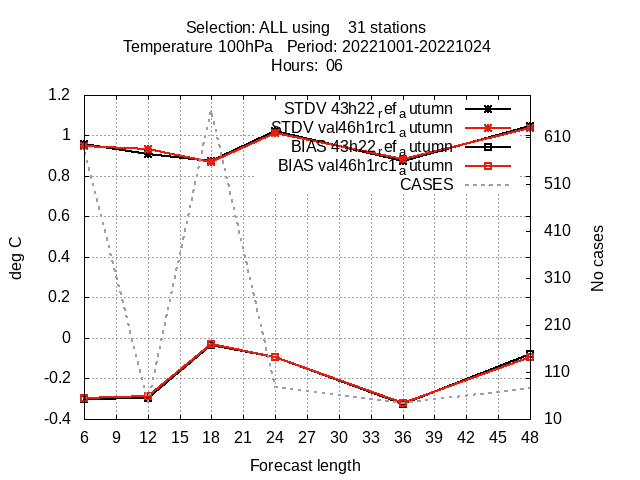 Selection: ALL using    31 stations
Temperature 100hPa   Period: 20221001-20221024
Hours:  06
1.2
1
0.8
0.6
0.4
0.2
0
-0.2
-0.4
deg C
STDV 43h22_ref_autumn
STDV val46h1rc1_autumn
BIAS 43h22_ref_autumn
BIAS val46h1rc1_autumn
CASES
610
510
410
310
210
110
10
No cases
6 9 12 15 18 21 24 27 30 33 36 39 42 45 48
Forecast length